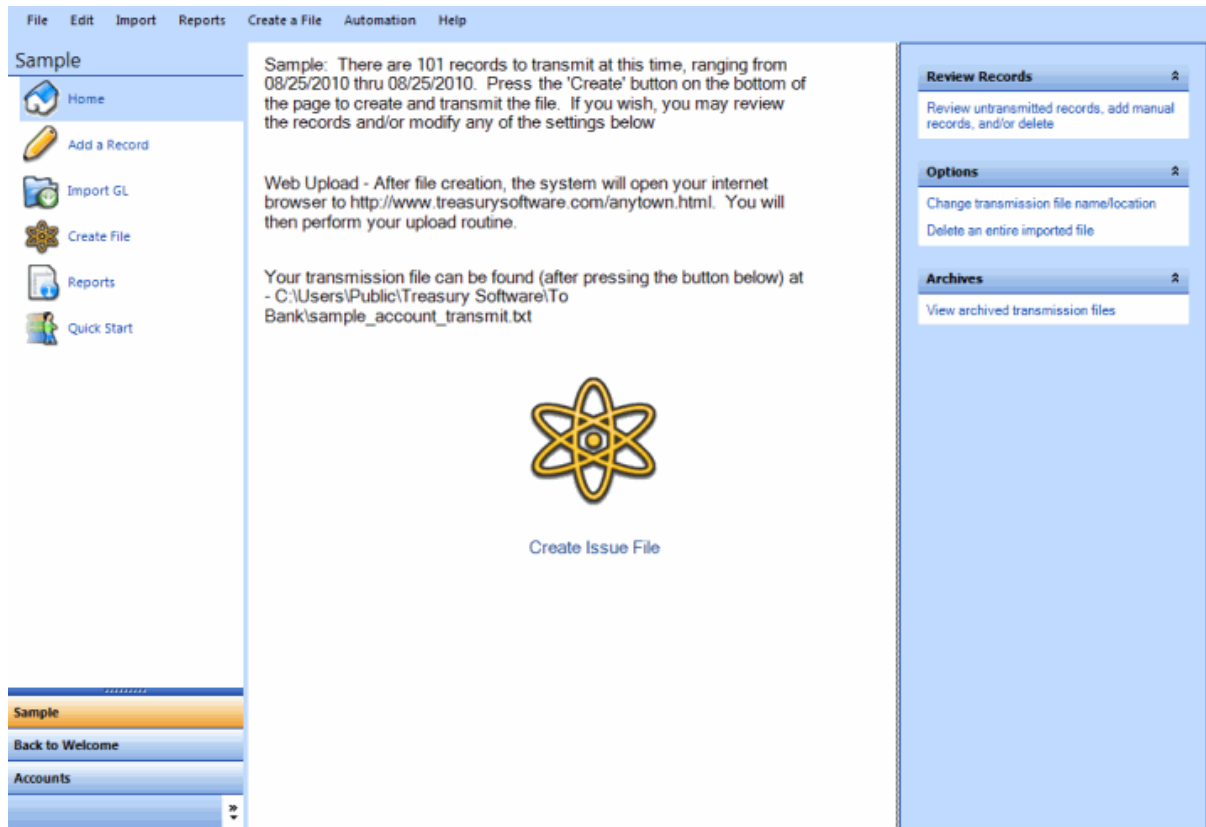 File Edit Import Reports Create a File Automation Help
Sample
Home
Add a Record
Import GL
Create File
Reports
Quick Start
Sample
Back to Welcome
Accounts
Sample: There are 101 records to transmit at this time, ranging from
08/25/2010 thru 08/25/2010. Press the 'Create' button on the bottom of
the page to create and transmit the file. If you wish, you may review
the records and/or modify any of the settings below
Web Upload - After file creation, the system will open your internet
browser to http://www.treasurysoftware.com/anytown.html. You will
then perform your upload routine.
Your transmission file can be found (after pressing the button below) at
- C:\Users\Public\Treasury Software\To
Bank\sample_account_transmit.txt
Create Issue File
Review Records
Review untransmitted records, add manual
records, and/or delete
Options
Change transmission file name/location
Delete an entire imported file
Archives
View archived transmission files